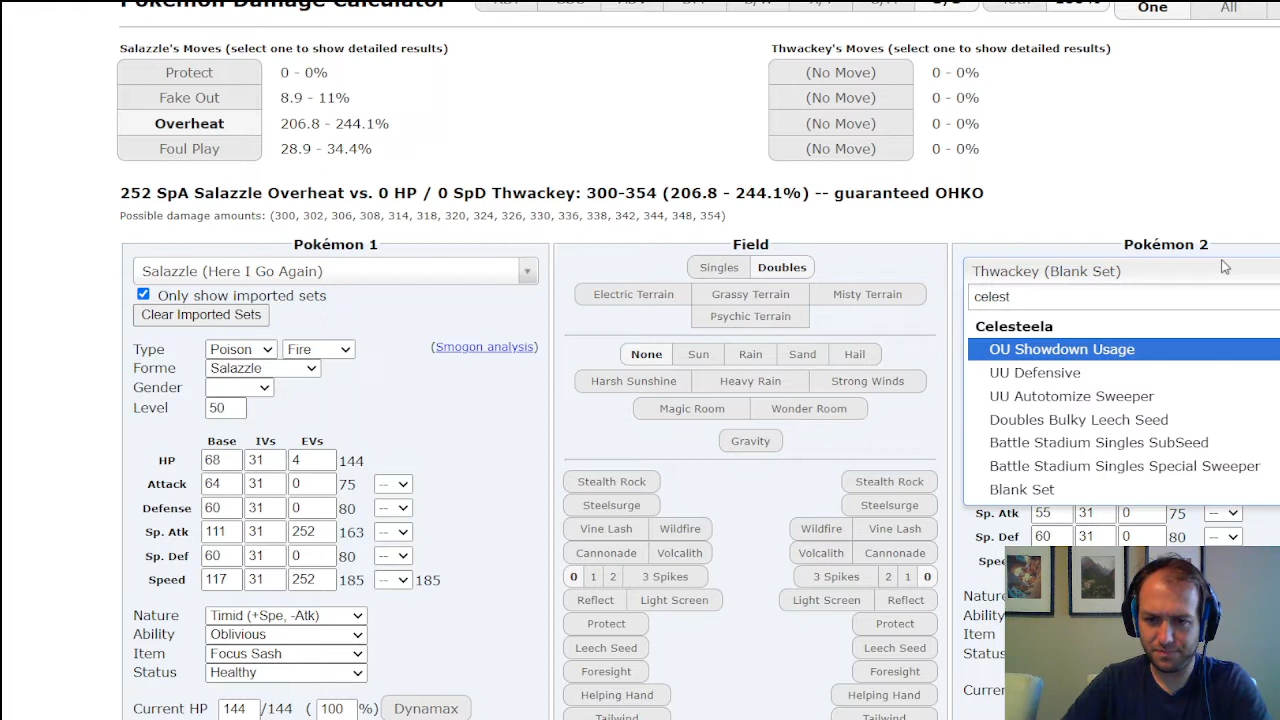 Pokémon Damage Calculator
One All
Salazzle's Moves (select one to show detailed results)
Protect 0 - 0%
Fake Out 8.9 - 11%
Overheat 206.8 - 244.1%
Foul Play 28.9 - 34.4%
Thwackey's Moves (select one to show detailed results)
(No Move) 0 - 0%
(No Move) 0 - 0%
(No Move) 0 - 0%
(No Move) 0 - 0%
252 SpA Salazzle Overheat vs. 0 HP / 0 SpD Thwackey: 300-354 (206.8 - 244.1%) -- guaranteed OHKO
Possible damage amounts: (300, 302, 306, 308, 314, 318, 320, 324, 326, 330, 336, 338, 342, 344, 348, 354)
Pokémon 1
Salazzle (Here I Go Again)
Only show imported sets
Clear Imported Sets
Type Poison Fire (Smogon analysis)
Forme Salazzle
Gender
Level 50
Base IVs EVs
HP 68 31 4 144
Attack 64 31 0 75 --
Defense 60 31 0 80 --
Sp. Atk 111 31 252 163 --
Sp. Def 60 31 0 80 --
Speed 117 31 252 185 -- 185
Nature Timid (+Spe, -Atk)
Ability Oblivious
Item Focus Sash
Status Healthy
Current HP 144 /144 ( 100 %) Dynamax
Field
Singles Doubles
Electric Terrain Grassy Terrain Misty Terrain
Psychic Terrain
None Sun Rain Sand Hail
Harsh Sunshine Heavy Rain Strong Winds
Magic Room Wonder Room
Gravity
Stealth Rock Stealth Rock
Steelsurge Steelsurge
Vine Lash Wildfire Wildfire Vine Lash
Cannonade Volcalith Volcalith Cannonade
0 1 2 3 Spikes 3 Spikes 2 1 0
Reflect Light Screen Light Screen Reflect
Protect Protect
Leech Seed Leech Seed
Foresight Foresight
Helping Hand Helping Hand
Tailwind Tailwind
Pokémon 2
Thwackey (Blank Set)
celest
Celesteela
OU Showdown Usage
UU Defensive
UU Autotomize Sweeper
Doubles Bulky Leech Seed
Battle Stadium Singles SubSeed
Battle Stadium Singles Special Sweeper
Blank Set
Sp. Atk 55 31 0 75 --
Sp. Def 60 31 0 80 --